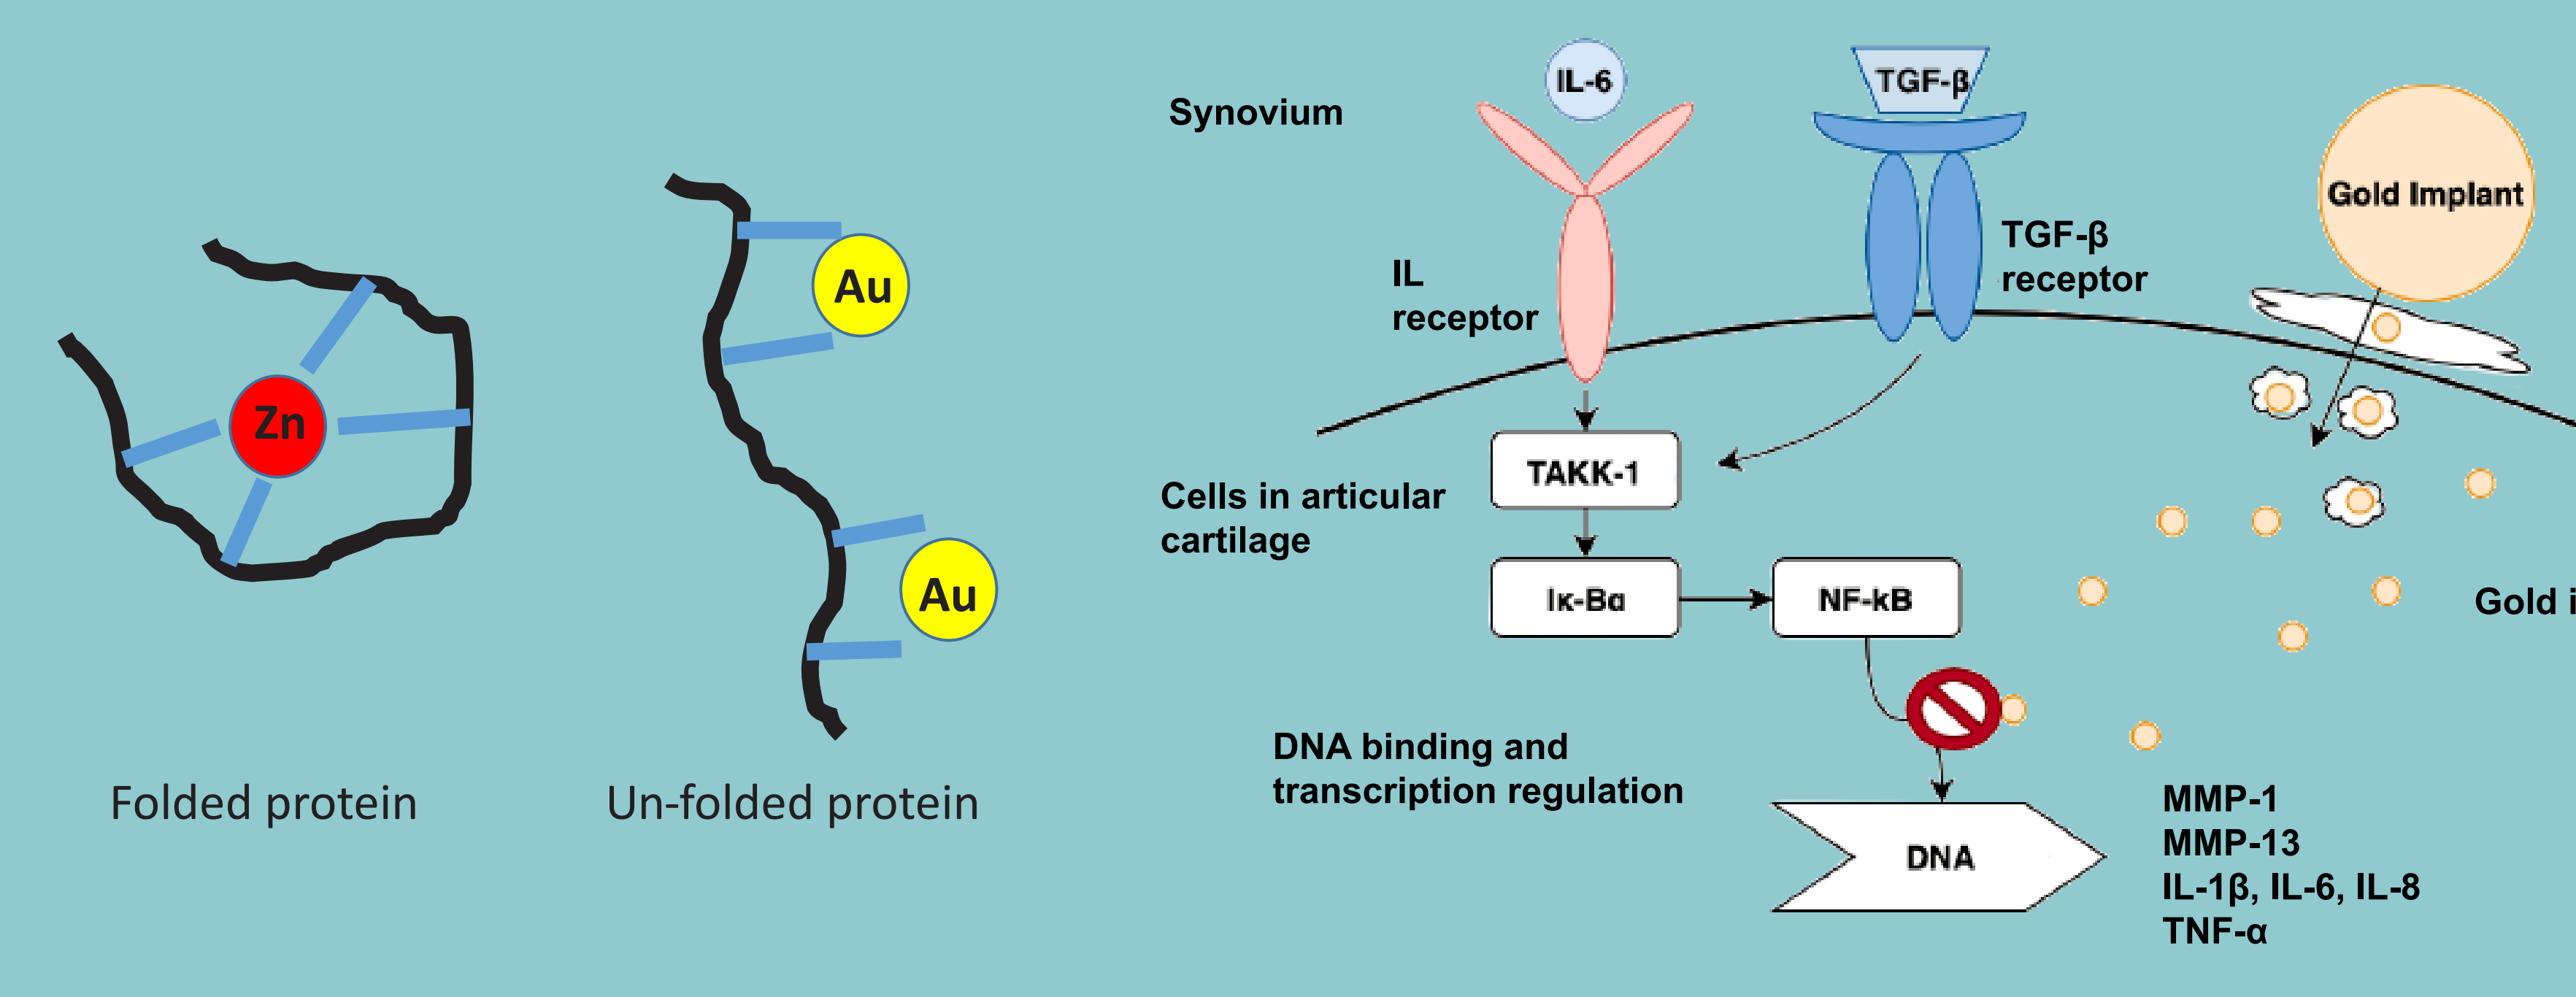 Zn
Folded protein
Au
Au
Un-folded protein
Synovium
IL-6
TGF-β
Gold Implant
IL
receptor
TGF-β
receptor
TAKK-1
Cells in articular
cartilage
Iκ-Bα
NF-kB
Gold i
DNA binding and
transcription regulation
DNA
MMP-1
MMP-13
IL-1β, IL-6, IL-8
TNF-α